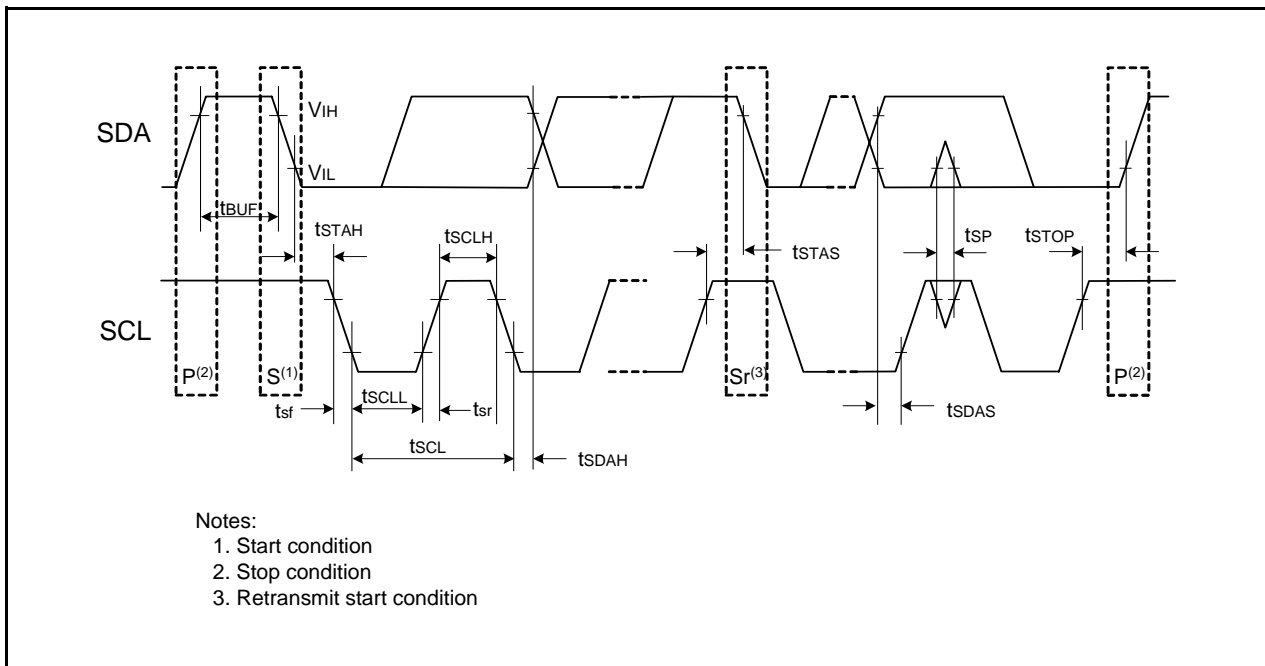 SDA
VIH
VIL
tBUF
tSTAH
tSCLH
tSTAS
tSP
tSTOP
SCL
P(2)
S(1)
Sr(3)
P(2)
tsf
tSCLL
tsr
tSDAS
tSCL
tSDAH
Notes:
1. Start condition
2. Stop condition
3. Retransmit start condition